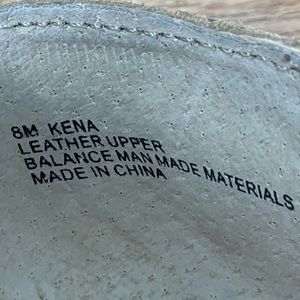 8M KENA
LEATHER UPPER
BALANCE MAN MADE MATERIALS
MADE IN CHINA